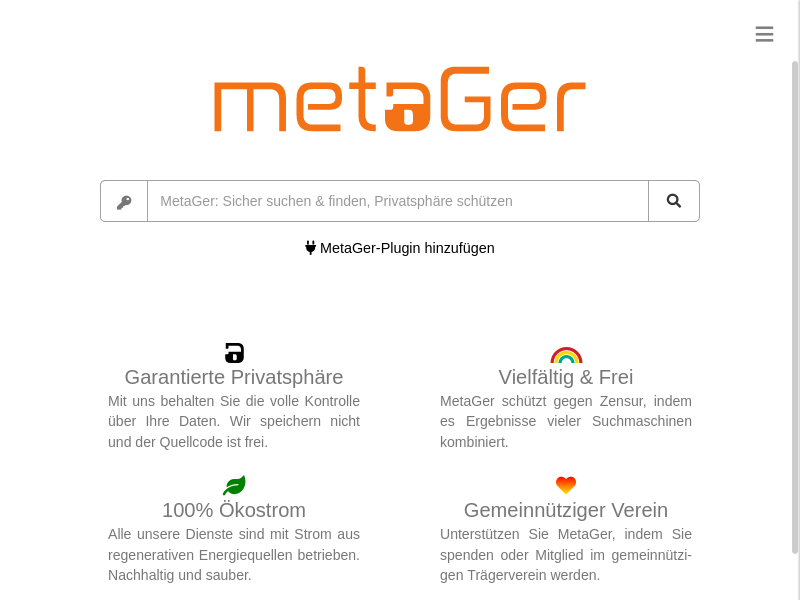 metaGer
MetaGer: Sicher suchen & finden, Privatsphäre schützen
MetaGer-Plugin hinzufügen
Garantierte Privatsphäre
Mit uns behalten Sie die volle Kontrolle
über Ihre Daten. Wir speichern nicht
und der Quellcode ist frei.
Vielfältig & Frei
MetaGer schützt gegen Zensur, indem
es Ergebnisse vieler Suchmaschinen
kombiniert.
100% Ökostrom
Alle unsere Dienste sind mit Strom aus
regenerativen Energiequellen betrieben.
Nachhaltig und sauber.
Gemeinnütziger Verein
Unterstützen Sie MetaGer, indem Sie
spenden oder Mitglied im gemeinnützi-
gen Trägerverein werden.